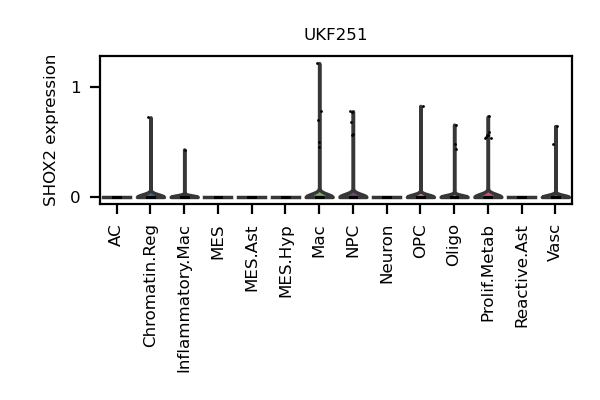 UKF251
SHOX2 expression
1
0
AC
Chromatin.Reg
Inflammatory.Mac
MES
MES.Ast
MES.Hyp
Mac
NPC
Neuron
OPC
Oligo
Prolif.Metab
Reactive.Ast
Vasc